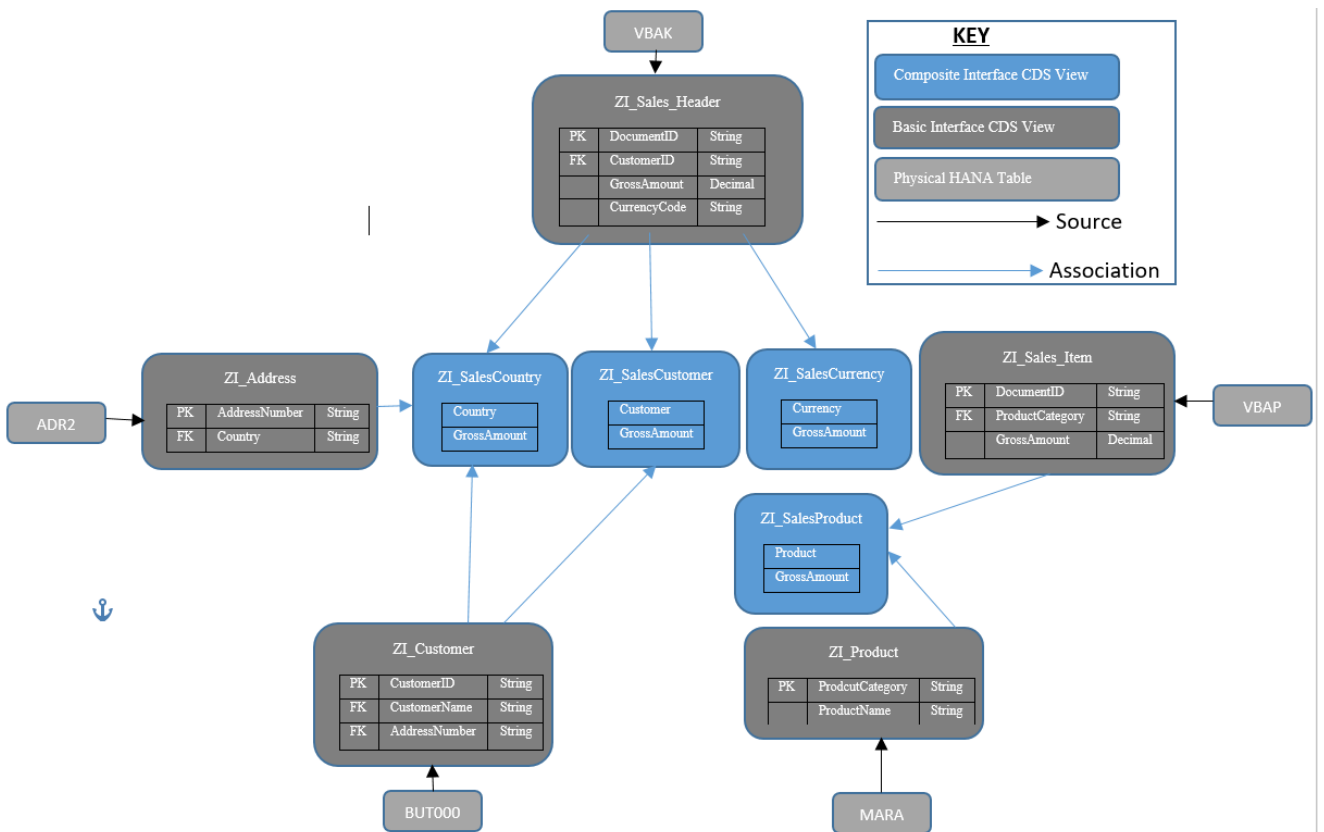 VBAK
KEY
Composite Interface CDS View
Basic Interface CDS View
Physical HANA Table
Source
Association
ZI_Sales_Header
PK DocumentID String
FK CustomerID String
GrossAmount Decimal
CurrencyCode String
ZI_Address
PK AddressNumber String
FK Country String
ADR2
ZI_SalesCountry
Country
GrossAmount
ZI_SalesCustomer
Customer
GrossAmount
ZI_SalesCurrency
Currency
GrossAmount
ZI_Sales_Item
PK DocumentID String
FK ProductCategory String
GrossAmount Decimal
VBAP
ZI_SalesProduct
Product
GrossAmount
ZI_Customer
PK CustomerID String
FK CustomerName String
FK AddressNumber String
BUT000
ZI_Product
PK ProdcutCategory String
ProductName String
MARA